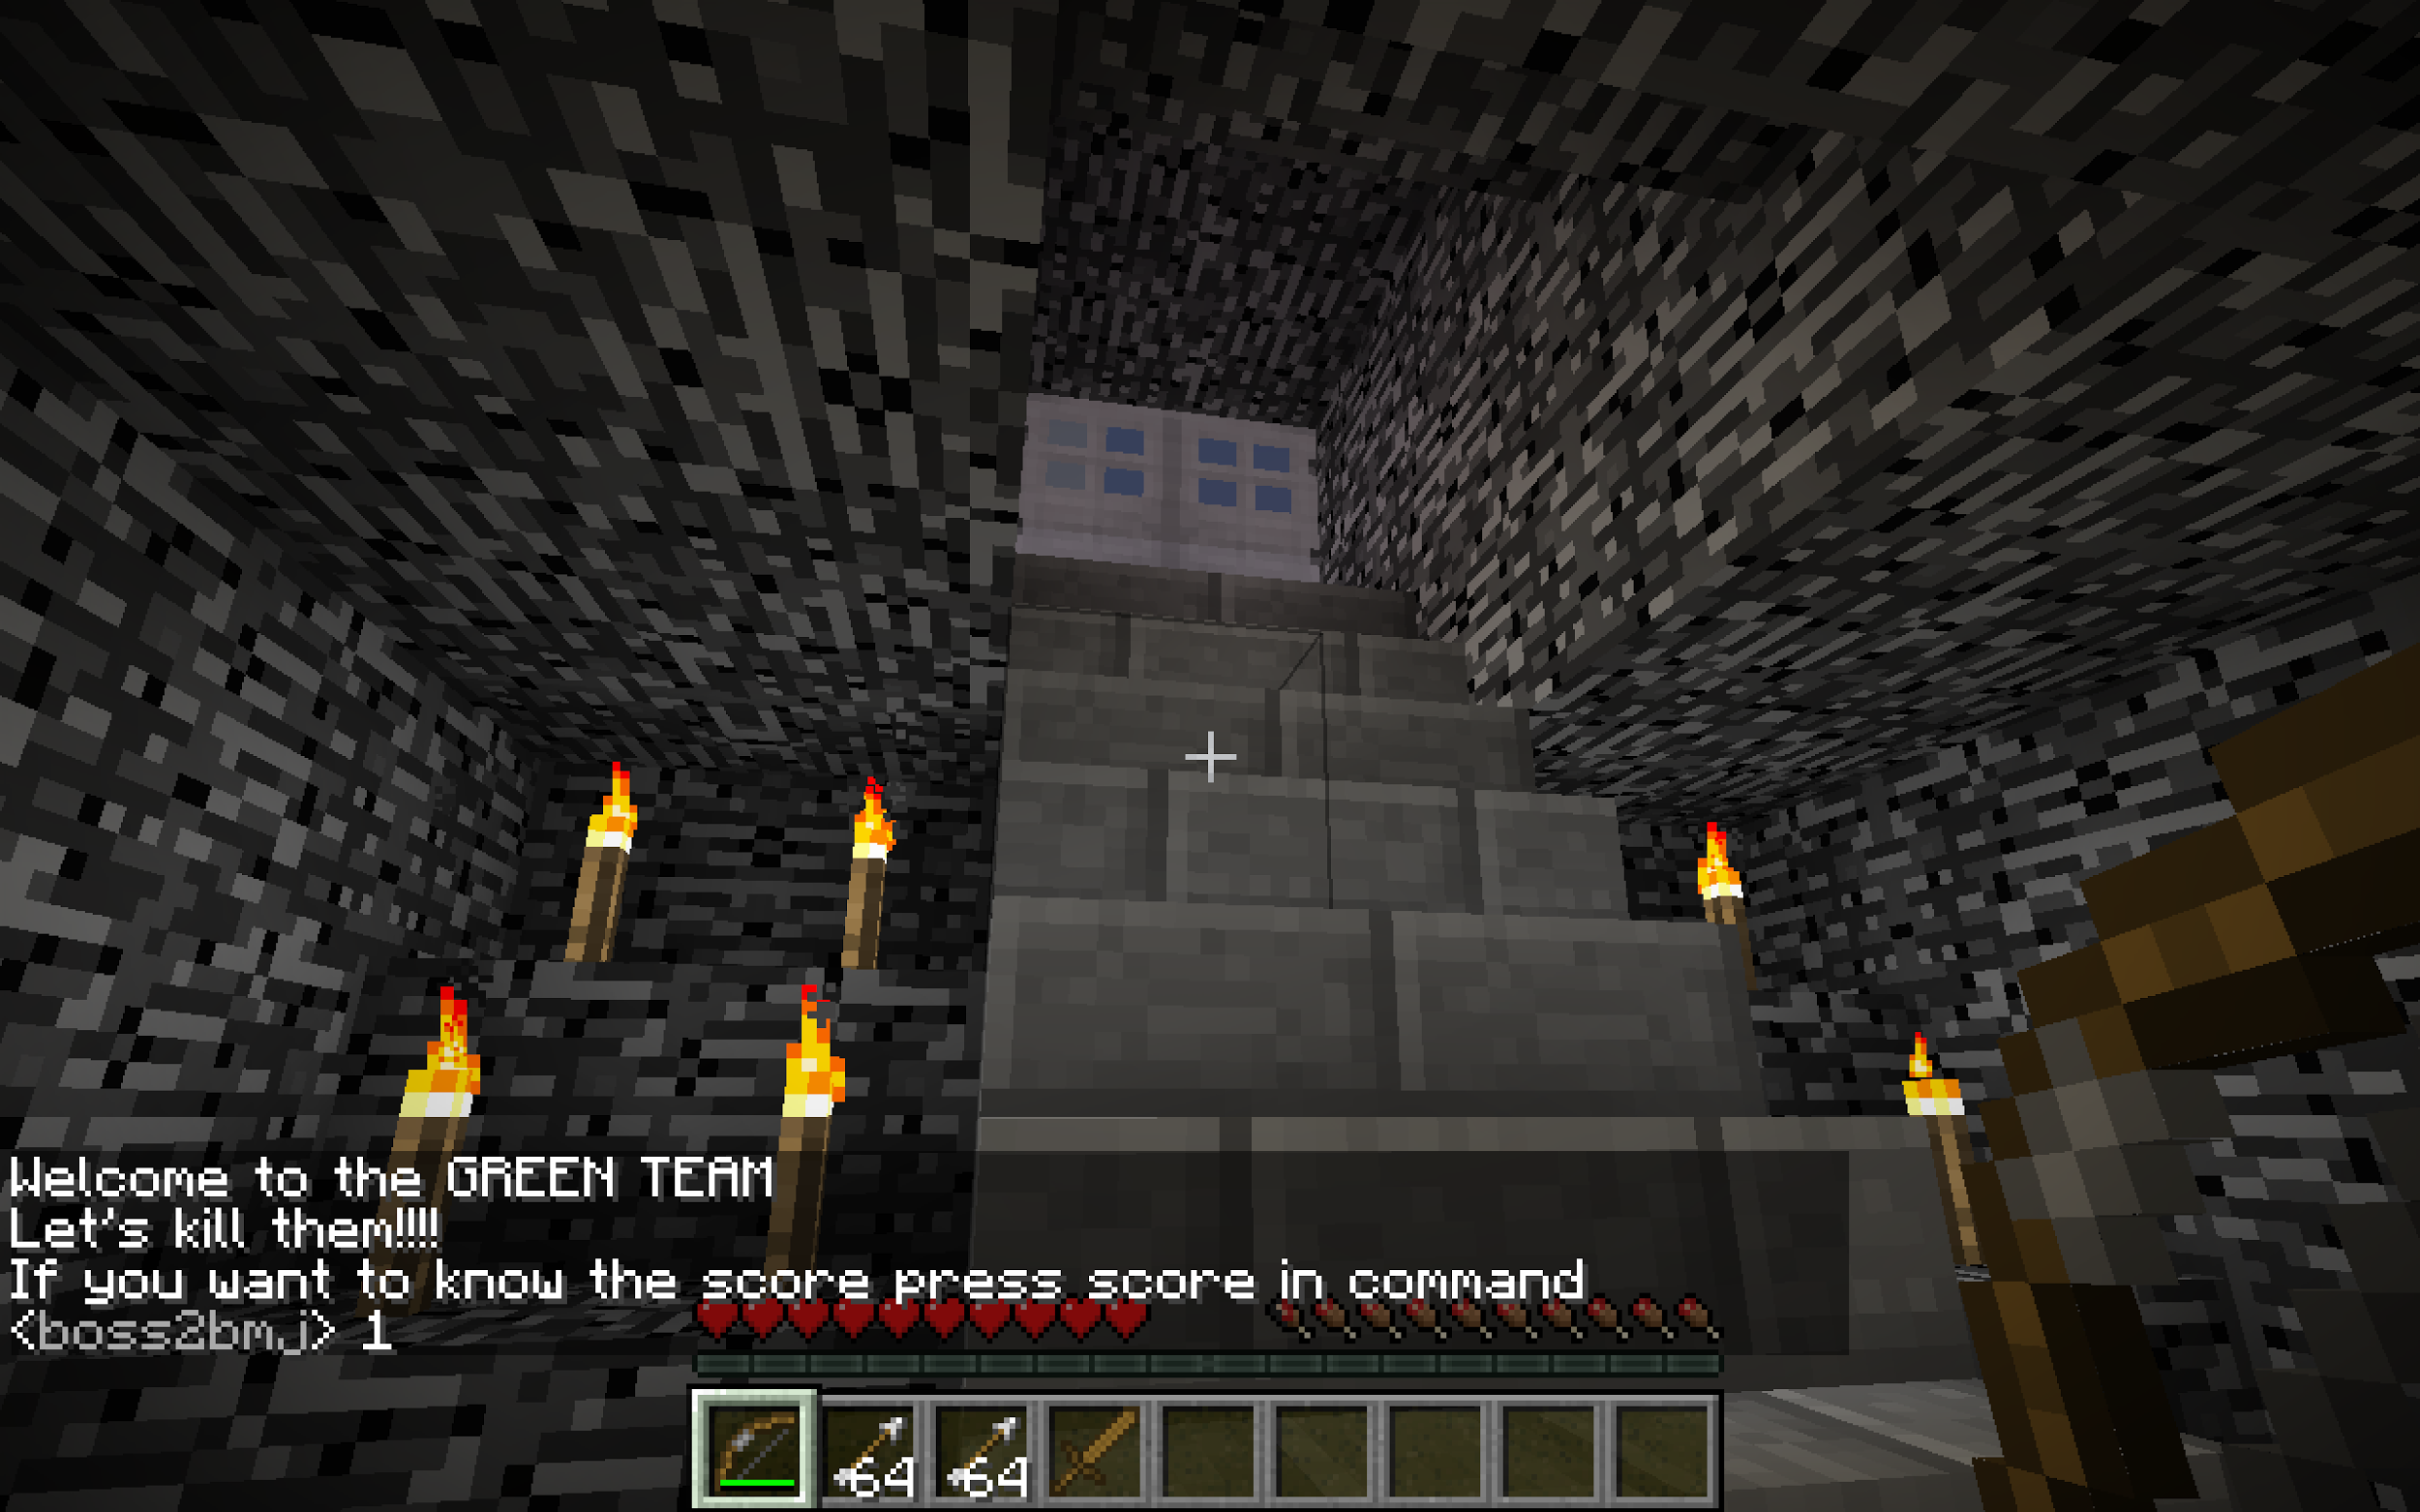 Welcome to the GREEN TEAM
Let's kill them!!!!
If you want to know the score press score in command
<boss2bmj> 1
64
64